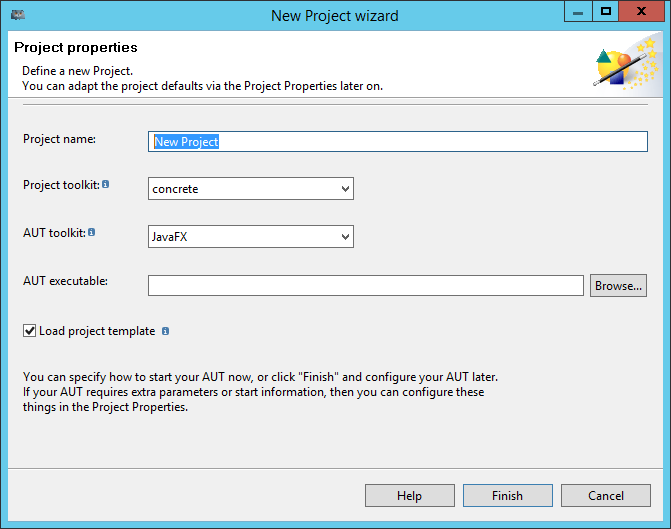 New Project wizard
Project properties
Define a new Project.
You can adapt the project defaults via the Project Properties later on.
Project name:
New Project
Project toolkit:
concrete
AUT toolkit:
JavaFX
AUT executable:
Browse...
Load project template
You can specify how to start your AUT now, or click "Finish" and configure your AUT later.
If your AUT requires extra parameters or start information, then you can configure these
things in the Project Properties.
Help
Finish
Cancel